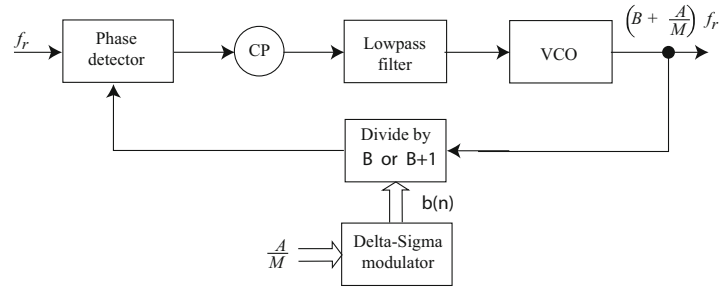 (B + A/M) f_r
f_r
Phase
detector
CP
Lowpass
filter
VCO
Divide by
B or B+1
b(n)
A/M
Delta-Sigma
modulator